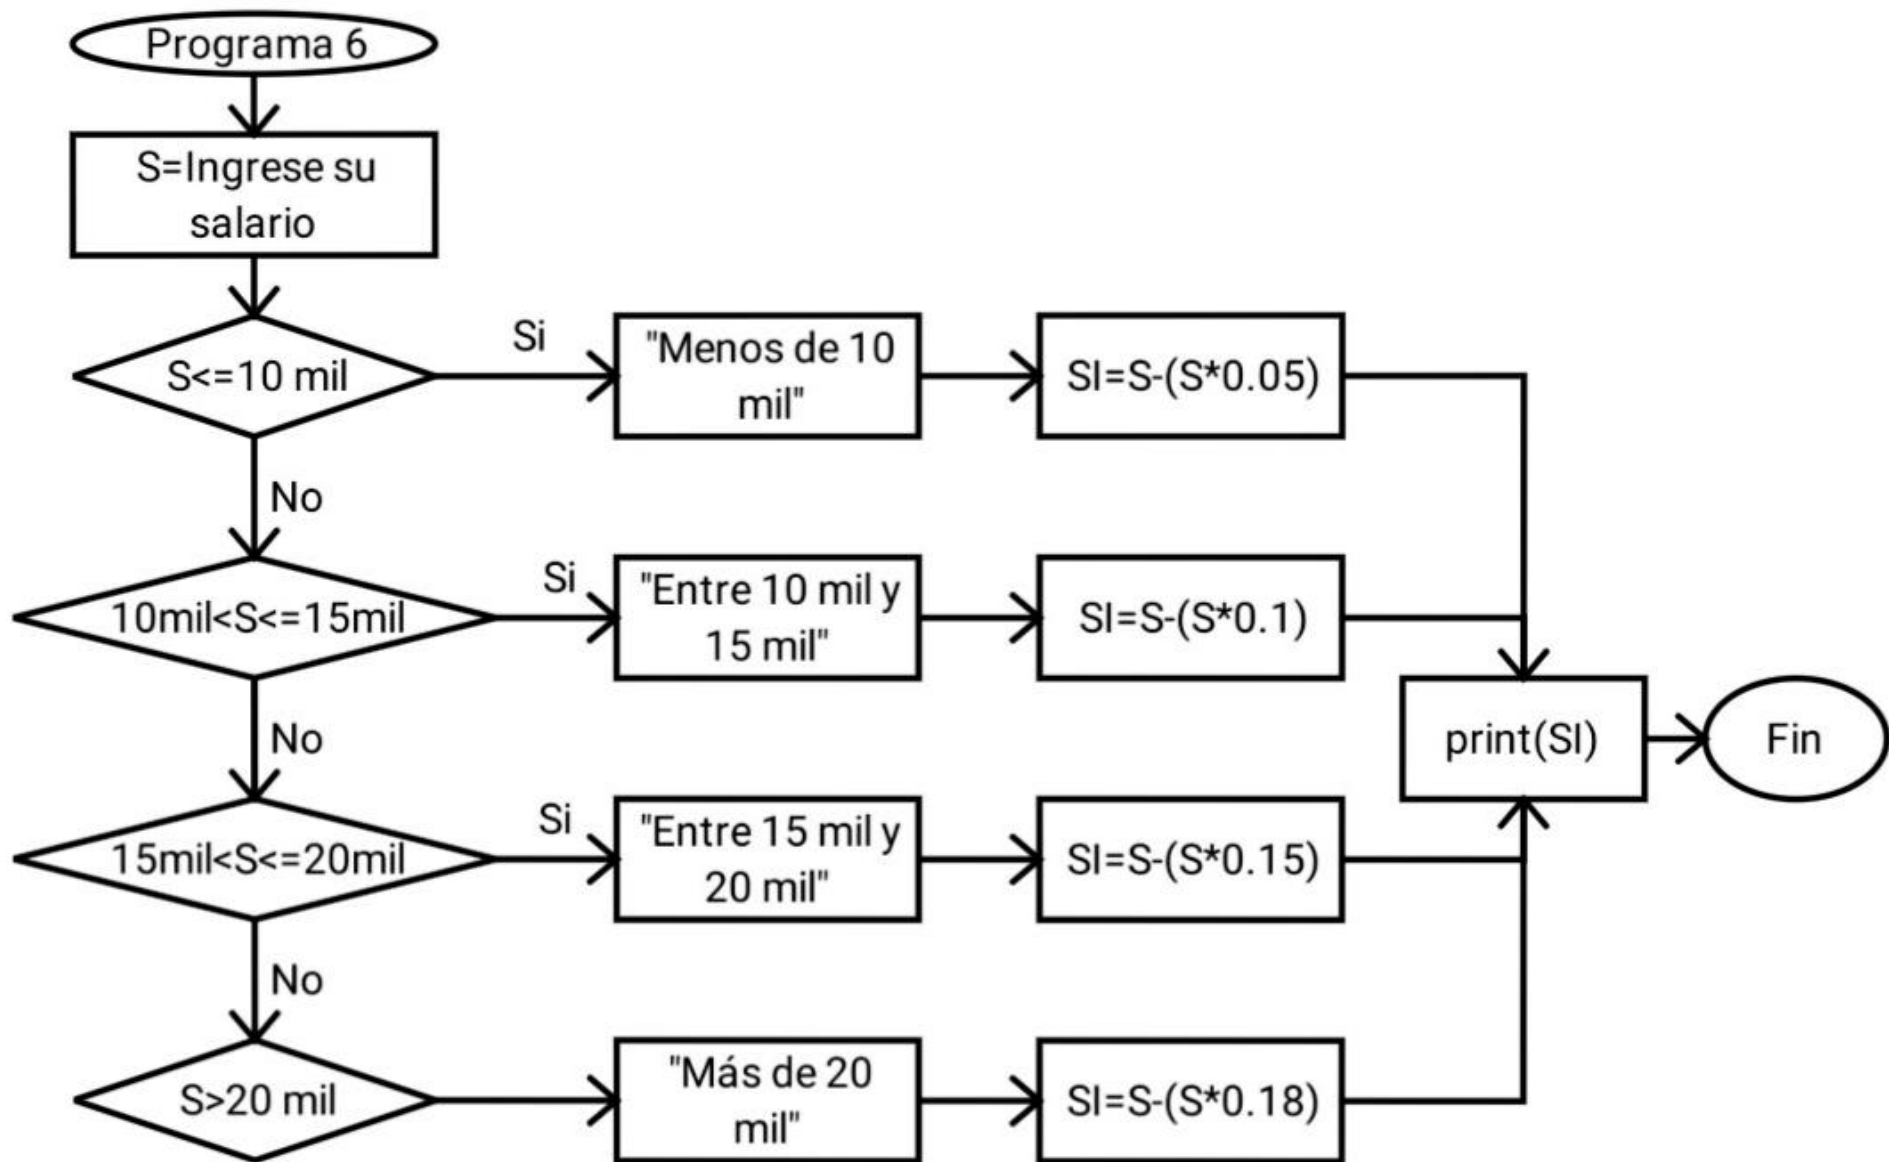 Programa 6
S=Ingrese su
salario
S<=10 mil
Si
"Menos de 10
mil"
SI=S-(S*0.05)
No
10mil<S<=15mil
Si
"Entre 10 mil y
15 mil"
SI=S-(S*0.1)
No
15mil<S<=20mil
Si
"Entre 15 mil y
20 mil"
SI=S-(S*0.15)
No
S>20 mil
"Más de 20
mil"
SI=S-(S*0.18)
print(SI)
Fin